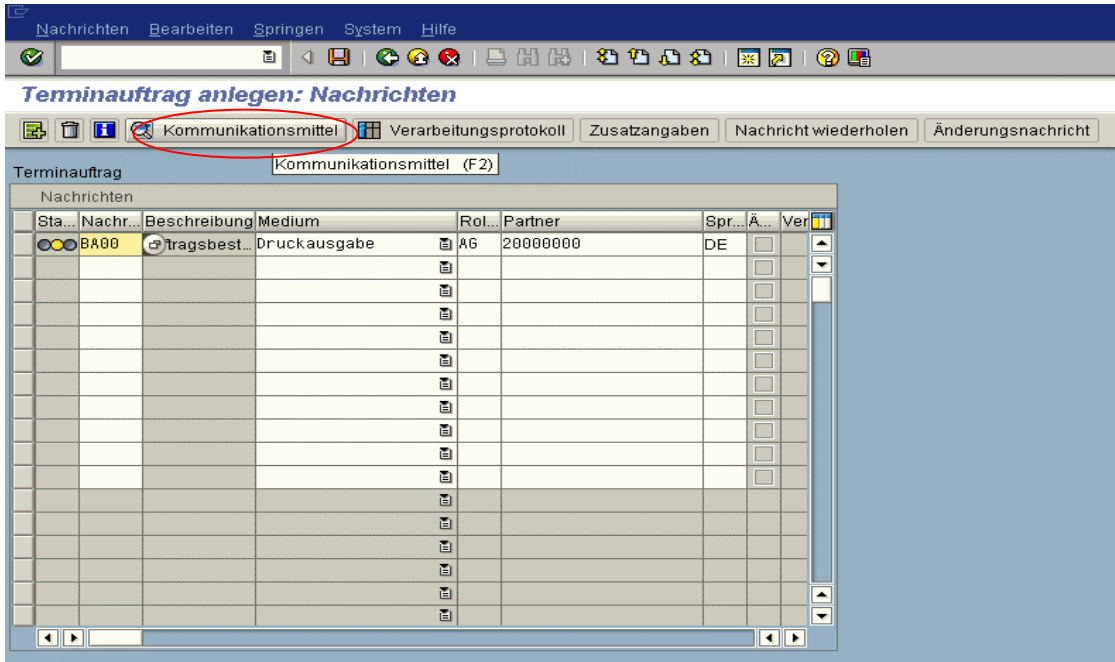 Nachrichten Bearbeiten Springen System Hilfe
Terminauftrag anlegen: Nachrichten
Kommunikationsmittel Verarbeitungsprotokoll Zusatzangaben Nachricht wiederholen Änderungsnachricht
Kommunikationsmittel (F2)
Terminauftrag
Nachrichten
Sta... Nachr... Beschreibung Medium Rol... Partner Spr... Ä... Ver
BA00 ftragsbest... Druckausgabe AG 20000000 DE